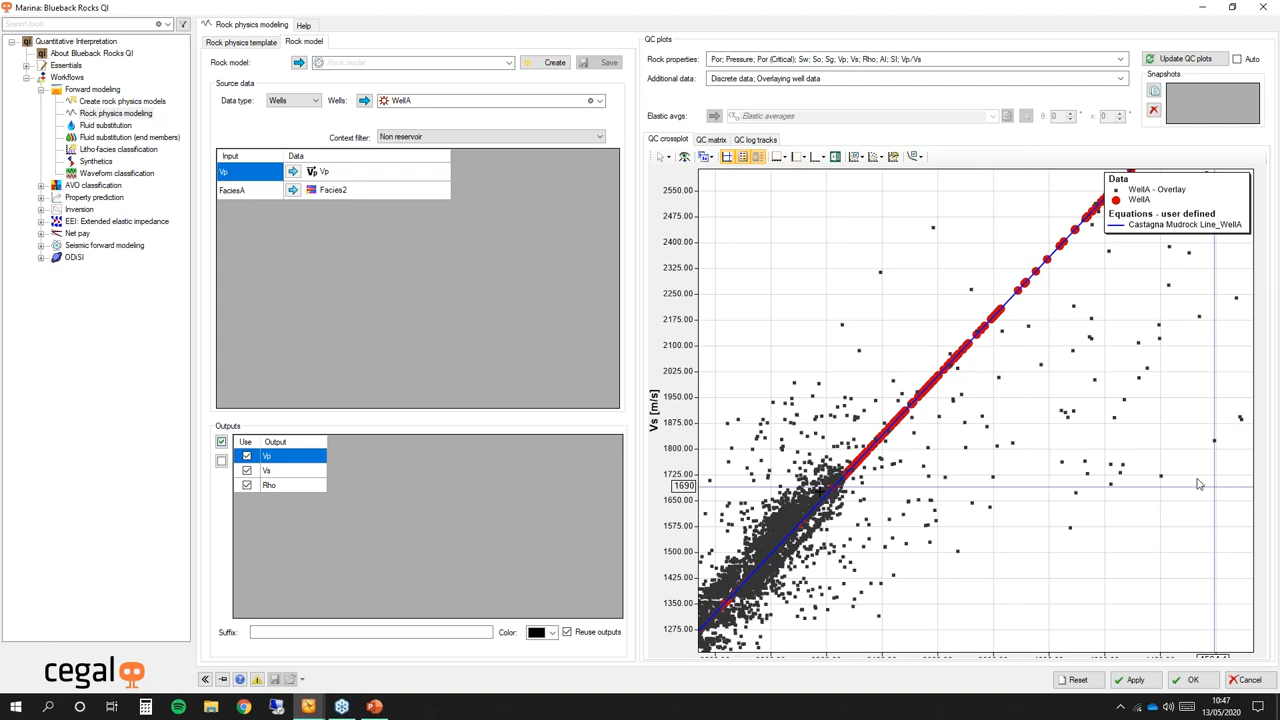 Marina: Blueback Rocks QI
Search tools
Quantitative Interpretation
About Blueback Rocks QI
Essentials
Workflows
Forward modeling
Create rock physics models
Rock physics modeling
Fluid substitution
Fluid substitution (end members)
Litho-facies classification
Synthetics
Waveform classification
AVO classification
Property prediction
Inversion
EEI: Extended elastic impedance
Net pay
Seismic forward modeling
ODiSI
cegal
Rock physics modeling
Help
Rock physics template
Rock model
Rock model:
Rock model
Create
Save
Source data
Data type:
Wells
Wells:
WellA
Context filter:
Non reservoir
Input Data
Vp Vp
FaciesA Facies2
Outputs
Use Output
Vp
Vs
Rho
Suffix:
Color:
Reuse outputs
QC plots
Rock properties:
Por; Pressure; Por (Critical); Sw; So; Sg; Vp; Vs; Rho; AI; SI; Vp/Vs
Update QC plots
Auto
Additional data:
Discrete data; Overlaying well data
Snapshots
Elastic avgs:
Elastic averages
θ: 0
κ: 0
QC crossplot
QC matrix
QC log tracks
Data
WellA - Overlay
WellA
Equations - user defined
Castagna Mudrock Line_WellA
2550.00
2475.00
2400.00
2325.00
2250.00
2175.00
2100.00
2025.00
1950.00
1875.00
1800.00
1725.00
1690
1650.00
1575.00
1500.00
1425.00
1350.00
1275.00
Vs [m/s]
Reset
Apply
OK
Cancel
10:47
13/05/2020